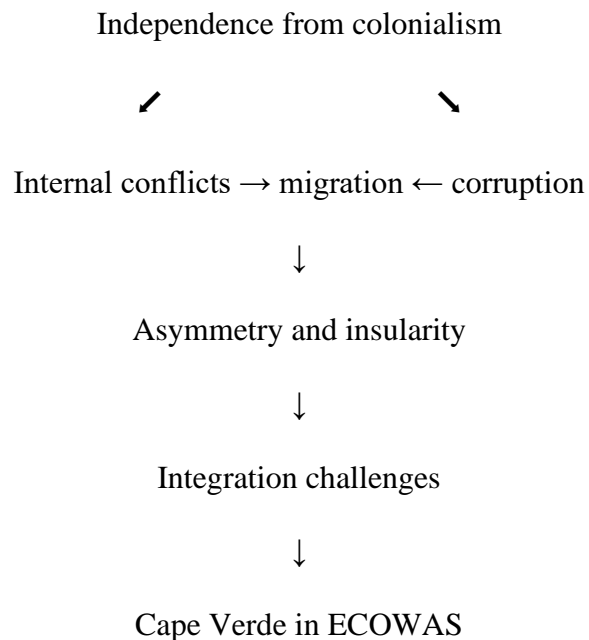 Independence from colonialism
Internal conflicts → migration ← corruption
Asymmetry and insularity
Integration challenges
Cape Verde in ECOWAS